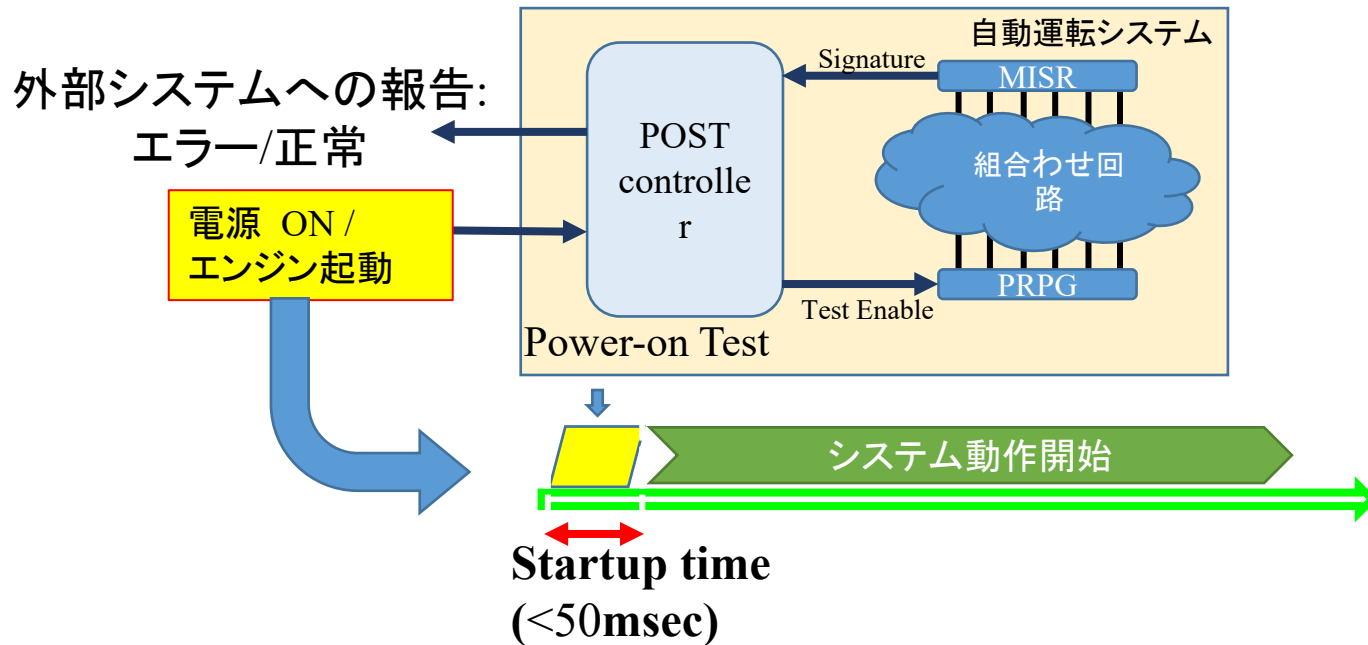 自動運転システム
外部システムへの報告:
エラー/正常
Signature
MISR
POST
controlle
r
組合わせ回
路
電源 ON /
エンジン起動
PRPG
Test Enable
Power-on Test
システム動作開始
Startup time
(<50msec)